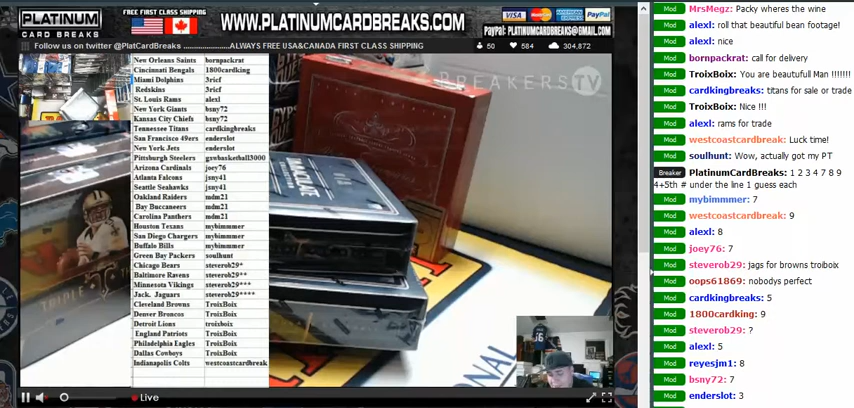 PLATINUM
CARD BREAKS
FREE FIRST CLASS SHIPPING
WWW.PLATINUMCARDBREAKS.COM
VISA
PayPal
Paypal: PLATINUMCARDBREAKS@GMAIL.COM
Follow us on twitter @PlatCardBreaks ......................ALWAYS FREE USA&CANADA FIRST CLASS SHIPPING
50 584 304,872
BREAKERS TV
New Orleans Saints bornpackrat
Cincinnati Bengals 1800cardking
Miami Dolphins 3ricf
Redskins 3ricf
St. Louis Rams alexl
New York Giants bsny72
Kansas City Chiefs bsny72
Tennesse Titans cardkingbreaks
San Francisco 49ers enderslot
New York Jets enderslot
Pittsburgh Steelers gswbasketball3000
Arizona Cardinals joey76
Atlanta Falcons jsny41
Seattle Seahawks jsny41
Oakland Raiders mdm21
Bay Buccaneers mdm21
Carolina Panthers mdm21
Houston Texans mybimmmer
San Diego Chargers mybimmmer
Buffalo Bills mybimmmer
Green Bay Packers soulhunt
Chicago Bears steverob29*
Baltimore Ravens steverob29**
Minnesota Vikings steverob29***
Jack. Jaguars steverob29****
Cleveland Browns TroixBoix
Denver Broncos TroixBoix
Detroit Lions troixboix
England Patriots TroixBoix
Philadelphia Eagles TroixBoix
Dallas Cowboys TroixBoix
Indianapolis Colts westcoastcardbreak
TRIPLE
Live
Mod MrsMegz: Packy wheres the wine
Mod alexl: roll that beautiful bean footage!
Mod alexl: nice
Mod bornpackrat: call for delivery
Mod TroixBoix: You are beautufull Man !!!!!!!
Mod cardkingbreaks: titans for sale or trade
Mod TroixBoix: Nice !!!
Mod alexl: rams for trade
Mod westcoastcardbreak: Luck time!
Mod soulhunt: Wow, actually got my PT
Breaker PlatinumCardBreaks: 1 2 3 4 7 8 9
4+5th # under the line 1 guess each
Mod mybimmmer: 7
Mod westcoastcardbreak: 9
Mod alexl: 8
Mod joey76: 7
Mod steverob29: jags for browns troiboix
Mod oops61869: nobodys perfect
Mod cardkingbreaks: 5
Mod 1800cardking: 9
Mod steverob29: ?
Mod alexl: 5
Mod reyesjm1: 8
Mod bsny72: 7
Mod enderslot: 3